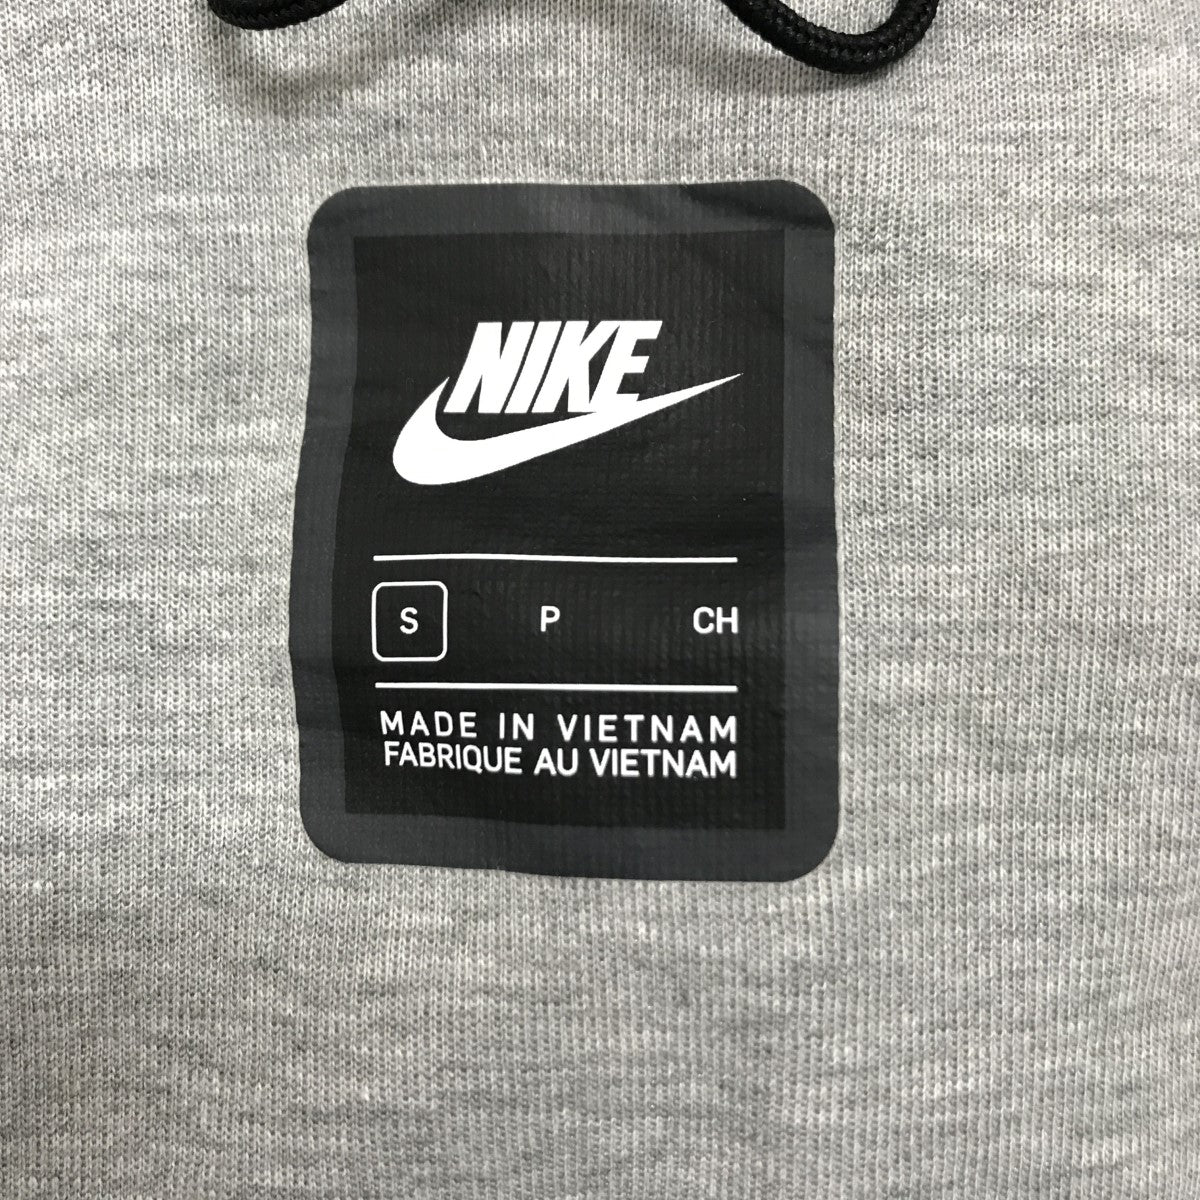 NIKE
S P CH
MADE IN VIETNAM
FABRIQUE AU VIETNAM